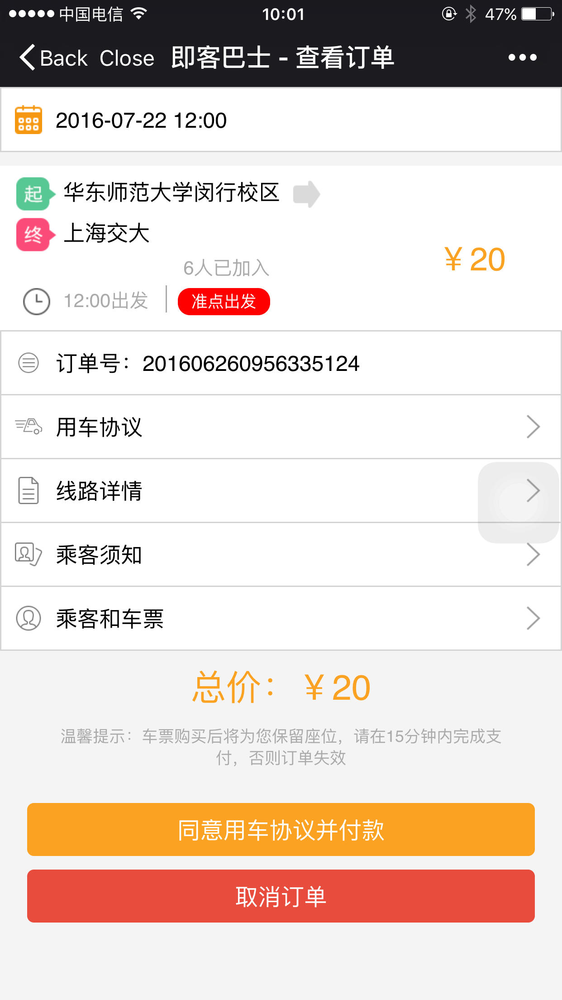 中国电信 10:01 47%
Back Close 即客巴士 - 查看订单
2016-07-22 12:00
起 华东师范大学闵行校区
终 上海交大
¥20
6人已加入
12:00出发 准点出发
订单号：201606260956335124
用车协议
线路详情
乘客须知
乘客和车票
总价：¥20
温馨提示：车票购买后将为您保留座位，请在15分钟内完成支
付，否则订单失效
同意用车协议并付款
取消订单